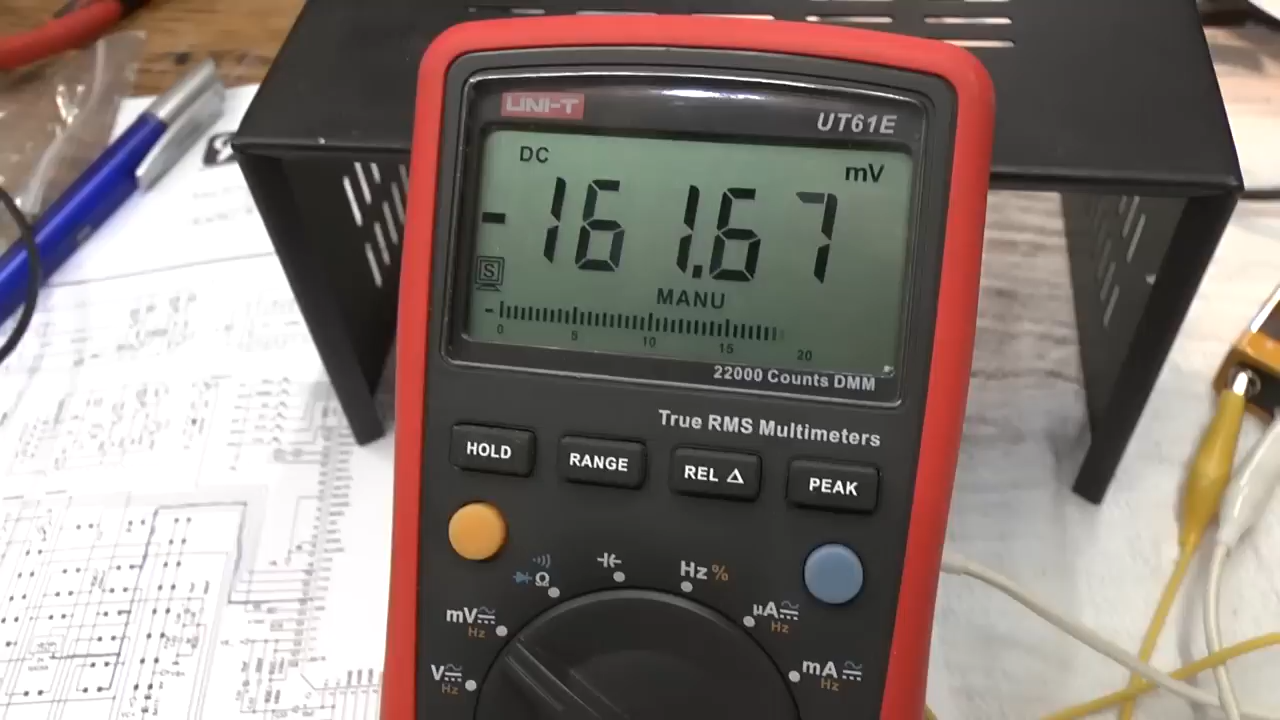 UNI-T
UT61E
DC
mV
-161.67
S
MANU
0 5 10 15 20
22000 Counts DMM
True RMS Multimeters
HOLD RANGE REL Δ PEAK
Ω
Hz %
mV
Hz
µA
Hz
V
Hz
mA
Hz